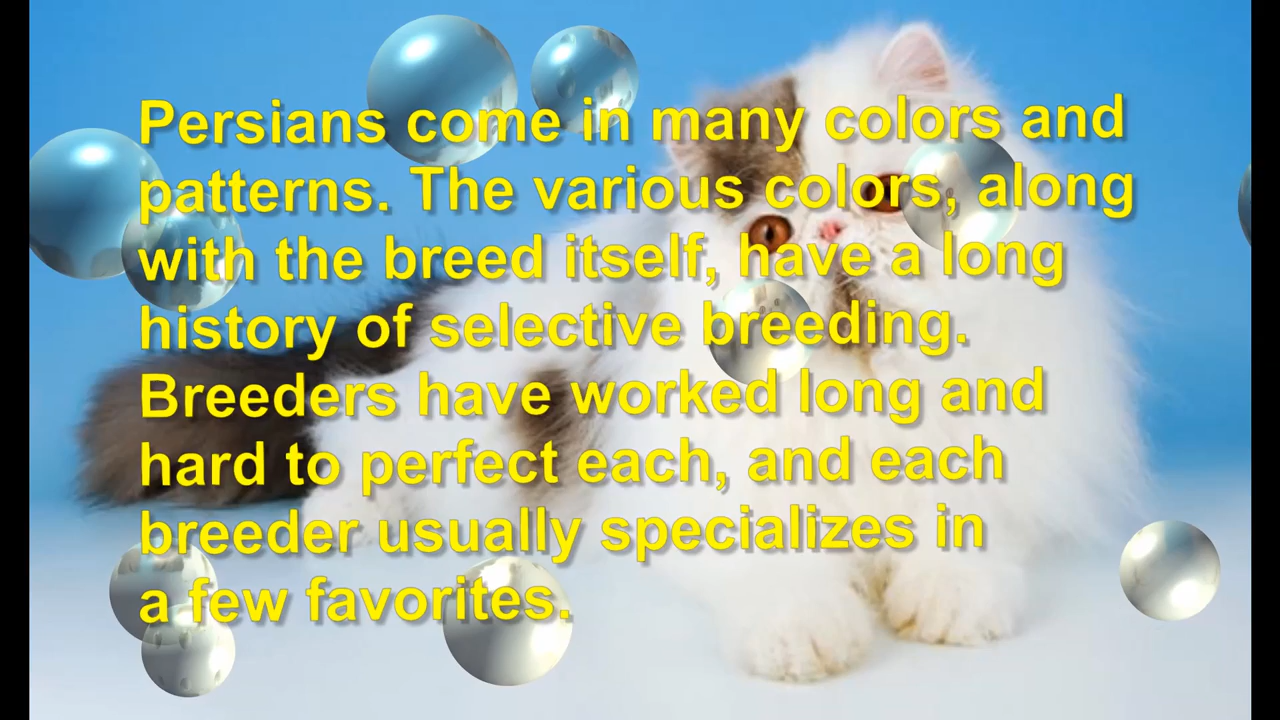 Persians come in many colors and
patterns. The various colors, along
with the breed itself, have a long
history of selective breeding.
Breeders have worked long and
hard to perfect each, and each
breeder usually specializes in
a few favorites.